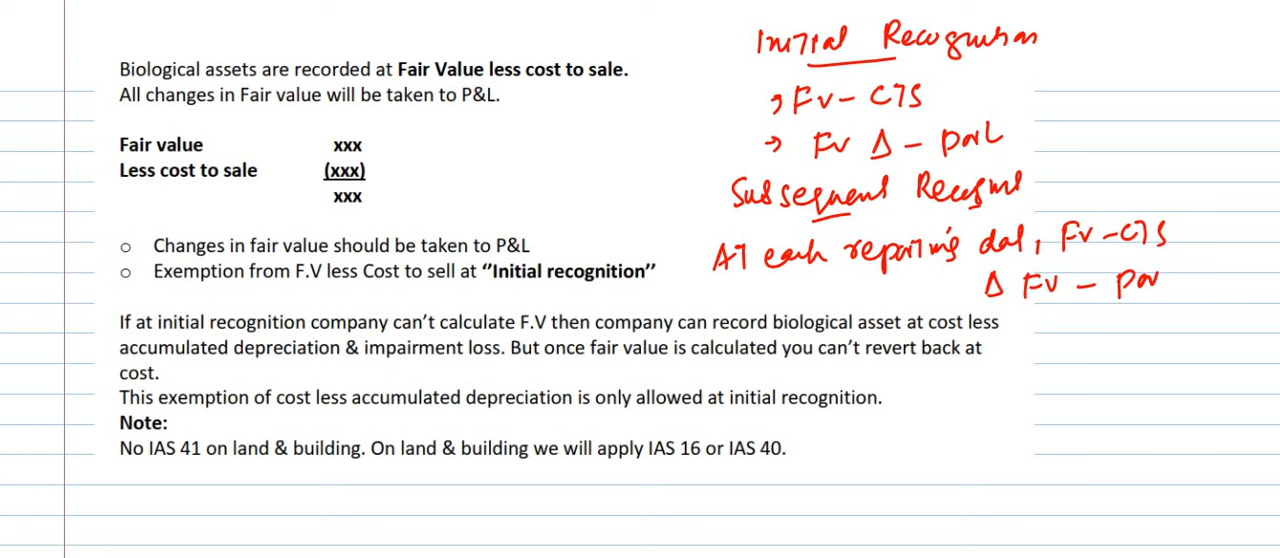 Biological assets are recorded at Fair Value less cost to sale.
All changes in Fair value will be taken to P&L.
Fair value xxx
Less cost to sale (xxx)
xxx
o Changes in fair value should be taken to P&L
o Exemption from F.V less Cost to sell at ‘’Initial recognition’’
If at initial recognition company can’t calculate F.V then company can record biological asset at cost less
accumulated depreciation & impairment loss. But once fair value is calculated you can’t revert back at
cost.
This exemption of cost less accumulated depreciation is only allowed at initial recognition.
Note:
No IAS 41 on land & building. On land & building we will apply IAS 16 or IAS 40.
Initial Recognition
→ FV - CTS
→ FV Δ - PnL
Subsequent
At each reporting FV - CTS
Δ FV -